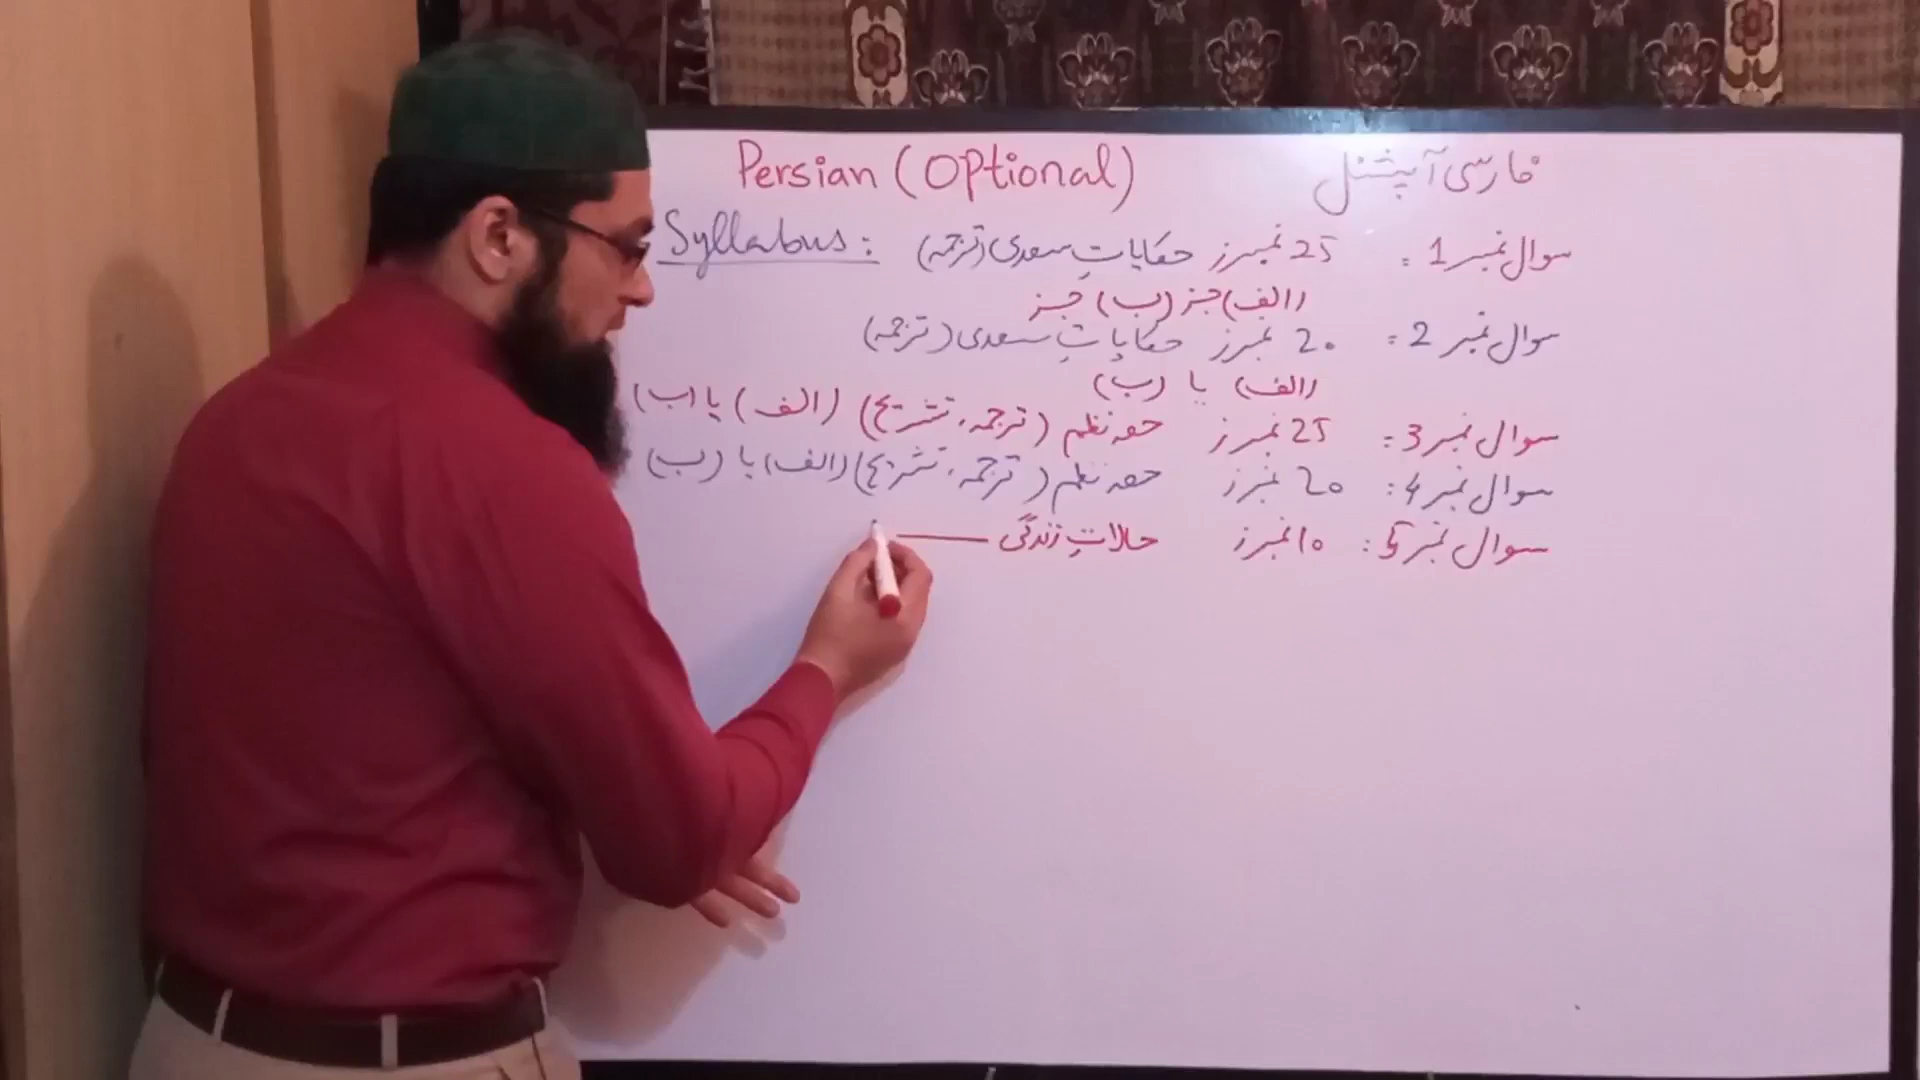 Persian (Optional) فارسی آپشنل
Syllabus:
سوال نمبر 1: 25 نمبرز حکایاتِ سعدی (ترجمہ)
(الف) جز (ب) جز
سوال نمبر 2: 20 نمبرز حکایاتِ سعدی (ترجمہ)
(الف) یا (ب)
سوال نمبر 3: 25 نمبرز حصہ نظم (ترجمہ، تشریح) (الف) یا (ب)
سوال نمبر 4: 20 نمبرز حصہ نظم (ترجمہ، تشریح) (الف) یا (ب)
سوال نمبر 5: 10 نمبرز حالاتِ زندگی